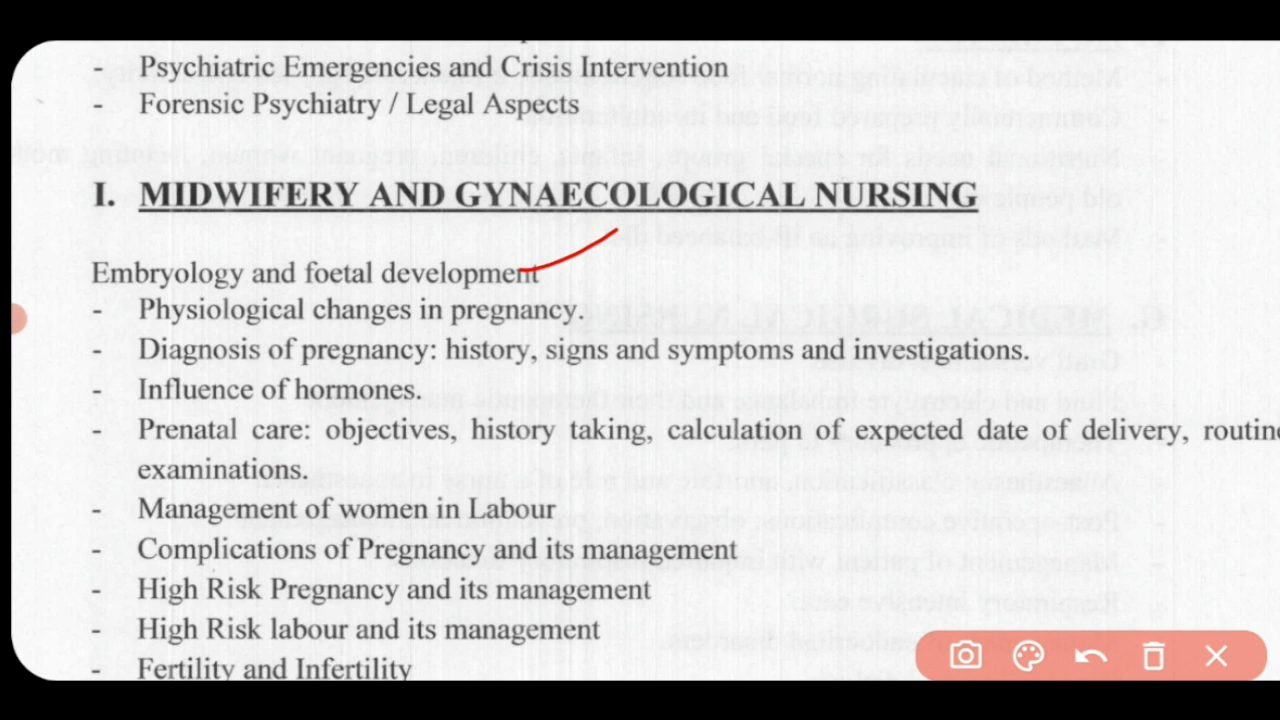 - Psychiatric Emergencies and Crisis Intervention
- Forensic Psychiatry / Legal Aspects
I. MIDWIFERY AND GYNAECOLOGICAL NURSING
Embryology and foetal development
- Physiological changes in pregnancy.
- Diagnosis of pregnancy: history, signs and symptoms and investigations.
- Influence of hormones.
- Prenatal care: objectives, history taking, calculation of expected date of delivery, routine
examinations.
- Management of women in Labour
- Complications of Pregnancy and its management
- High Risk Pregnancy and its management
- High Risk labour and its management
- Fertility and Infertility